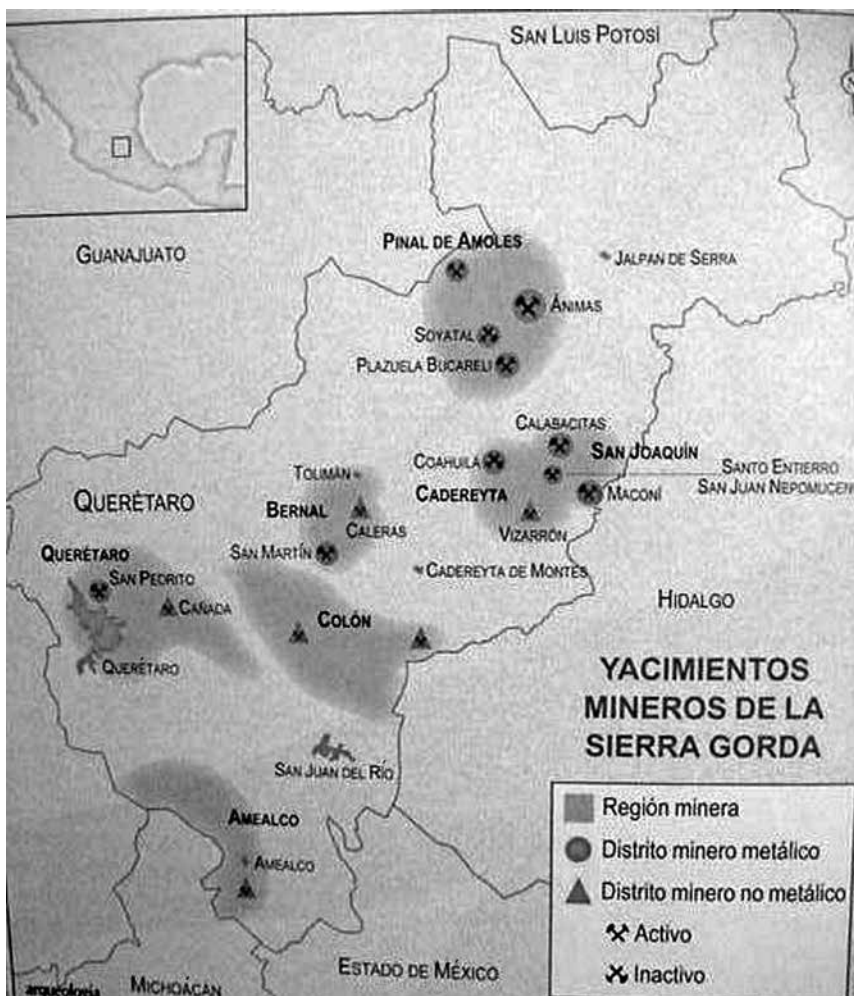 SAN LUIS POTOSÍ
GUANAJUATO
PINAL DE AMOLES
JALPAN DE SERRA
ÁNIMAS
SOYATAL
PLAZUELA BUCARELI
CALABACITAS
COAHUILA
SAN JOAQUÍN
SANTO ENTIERRO
SAN JUAN NEPOMUCEN
TOLIMÁN
CADEREYTA
MACONÍ
QUERÉTARO
BERNAL
CALERAS
VIZARRÓN
QUERÉTARO
SAN MARTÍN
SAN PEDRITO
CADEREYTA DE MONTES
CAÑADA
HIDALGO
COLÓN
QUERÉTARO
YACIMIENTOS
MINEROS DE LA
SIERRA GORDA
SAN JUAN DEL RÍO
AMEALCO
AMEALCO
Región minera
Distrito minero metálico
Distrito minero no metálico
Activo
Inactivo
ESTADO DE MÉXICO
MICHOÁCAN
arqueología